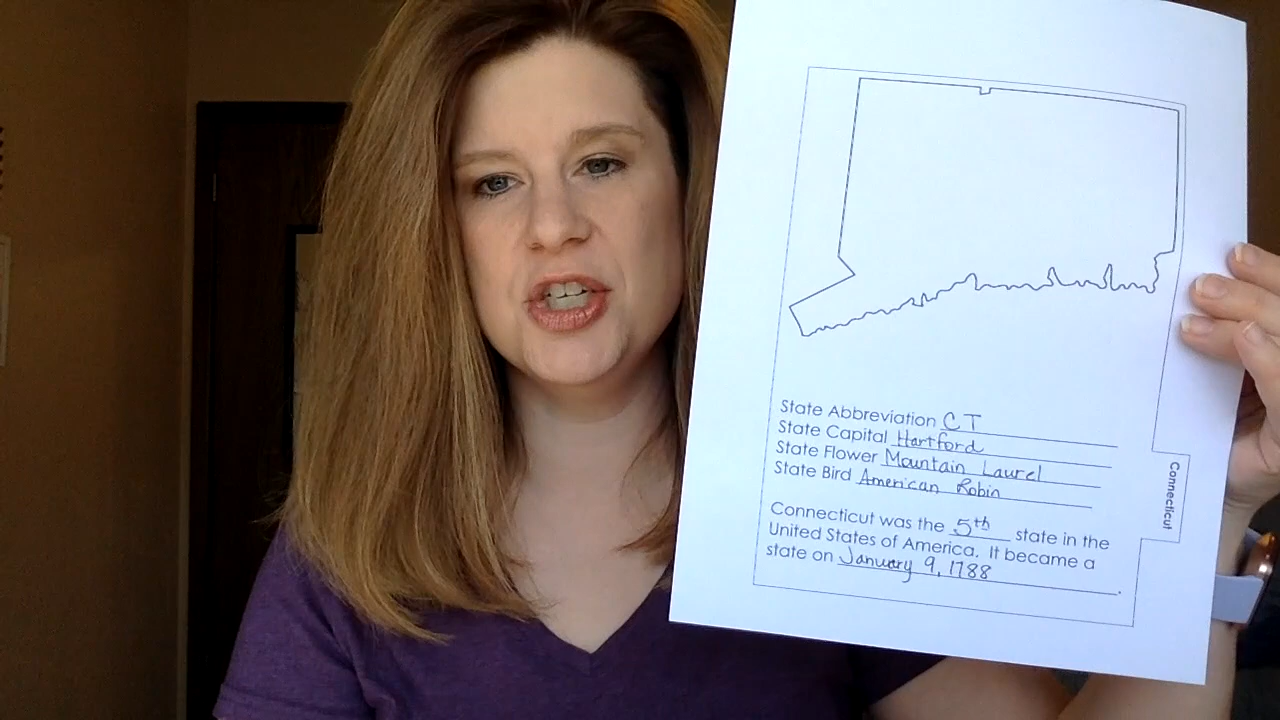 State Abbreviation CT
State Capital Hartford
State Flower Mountain Laurel
State Bird American Robin
Connecticut was the 5th state in the
United States of America. It became a
state on January 9, 1788.
Connecticut